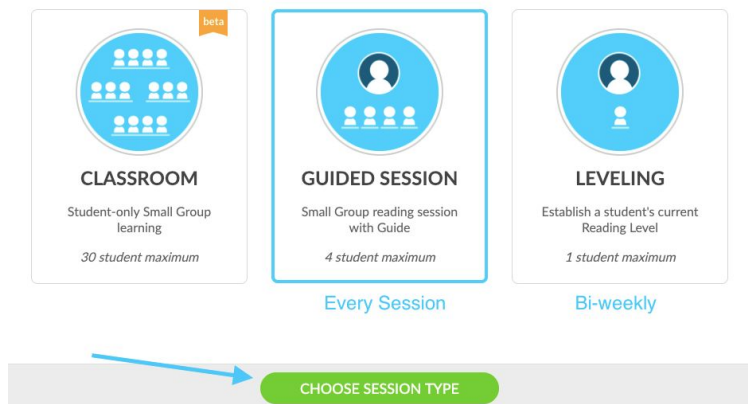 beta
CLASSROOM
Student-only Small Group
learning
30 student maximum
GUIDED SESSION
Small Group reading session
with Guide
4 student maximum
LEVELING
Establish a student's current
Reading Level
1 student maximum
Every Session
Bi-weekly
CHOOSE SESSION TYPE